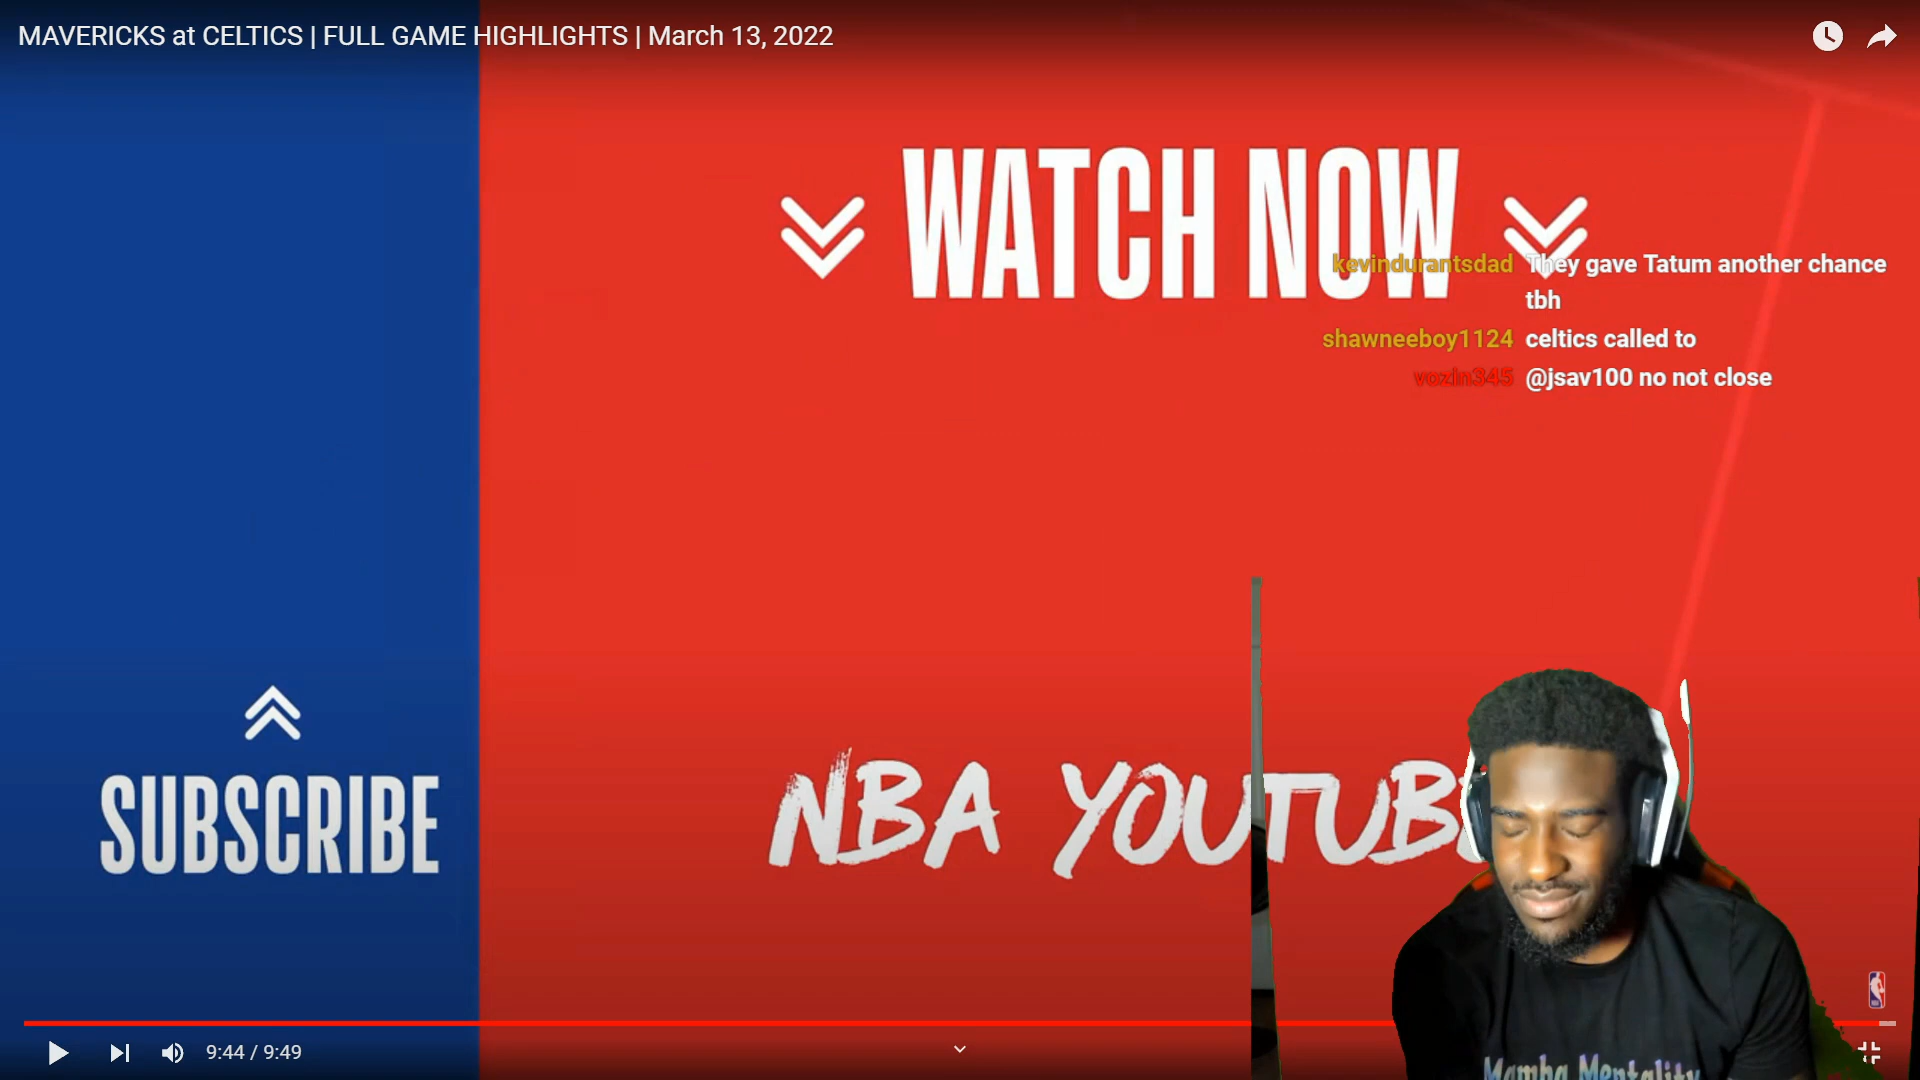 MAVERICKS at CELTICS | FULL GAME HIGHLIGHTS | March 13, 2022
WATCH NOW
kevindurantsdad They gave Tatum another chance
tbh
shawneeboy1124 celtics called to
vozln345 @jsav100 no not close
SUBSCRIBE
NBA YOUTUBE
Mamba Mentality
9:44 / 9:49